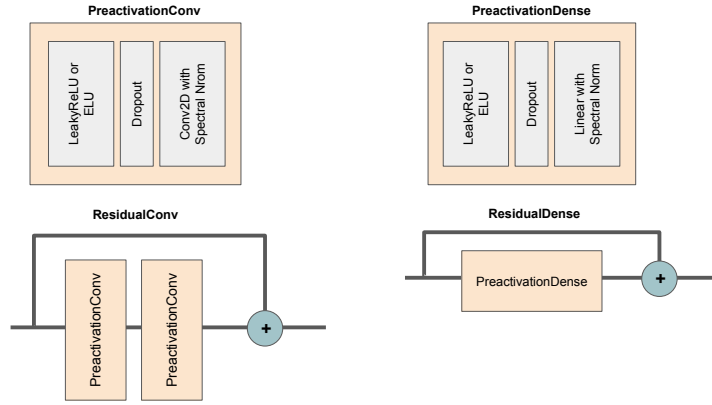 PreactivationConv
LeakyReLU or
ELU
Dropout
Conv2D with
Spectral Nrom
PreactivationDense
LeakyReLU or
ELU
Dropout
Linear with
Spectral Norm
ResidualConv
PreactivationConv
PreactivationConv
+
ResidualDense
PreactivationDense
+